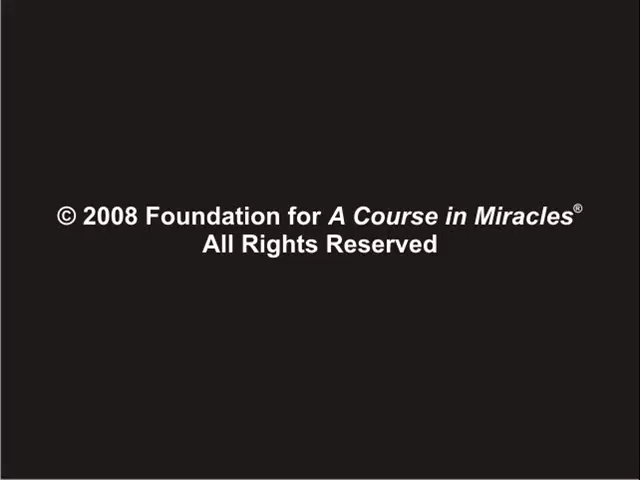 © 2008 Foundation for A Course in Miracles®
All Rights Reserved